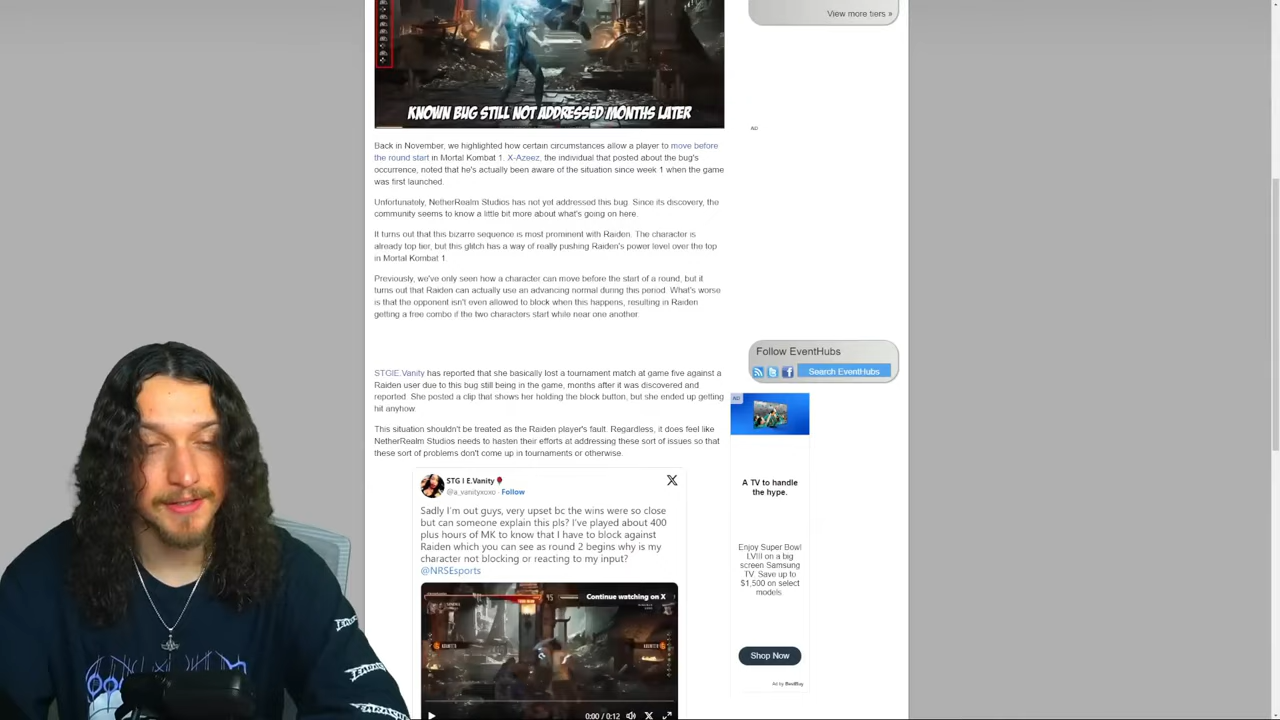 View more tiers »
KNOWN BUG STILL NOT ADDRESSED MONTHS LATER
AD
Back in November, we highlighted how certain circumstances allow a player to move before
the round start in Mortal Kombat 1. X-Azeez, the individual that posted about the bug's
occurrence, noted that he's actually been aware of the situation since week 1 when the game
was first launched.
Unfortunately, NetherRealm Studios has not yet addressed this bug. Since its discovery, the
community seems to know a little bit more about what's going on here.
It turns out that this bizarre sequence is most prominent with Raiden. The character is
already top tier, but this glitch has a way of really pushing Raiden's power level over the top
in Mortal Kombat 1
Previously, we've only seen how a character can move before the start of a round, but it
turns out that Raiden can actually use an advancing normal during this period. What's worse
is that the opponent isn't even allowed to block when this happens, resulting in Raiden
getting a free combo if the two characters start while near one another.
Follow EventHubs
Search EventHubs
STG|E.Vanity has reported that she basically lost a tournament match at game five against a
Raiden user due to this bug still being in the game, months after it was discovered and
reported. She posted a clip that shows her holding the block button, but she ended up getting
hit anyhow.
This situation shouldn't be treated as the Raiden player's fault. Regardless, it does feel like
NetherRealm Studios needs to hasten their efforts at addressing these sort of issues so that
these sort of problems don't come up in tournaments or otherwise.
AD
A TV to handle
the hype.
Enjoy Super Bowl
LVIII on a big
screen Samsung
TV. Save up to
$1,500 on select
models
Shop Now
Ad by BestBuy
STG I E.Vanity
@a_vanityxoxo · Follow
Sadly I'm out guys, very upset bc the wins were so close
but can someone explain this pls? I've played about 400
plus hours of MK to know that I have to block against
Raiden which you can see as round 2 begins why is my
character not blocking or reacting to my input?
@NRSEsports
Continue watching on X
0:00 / 0:12